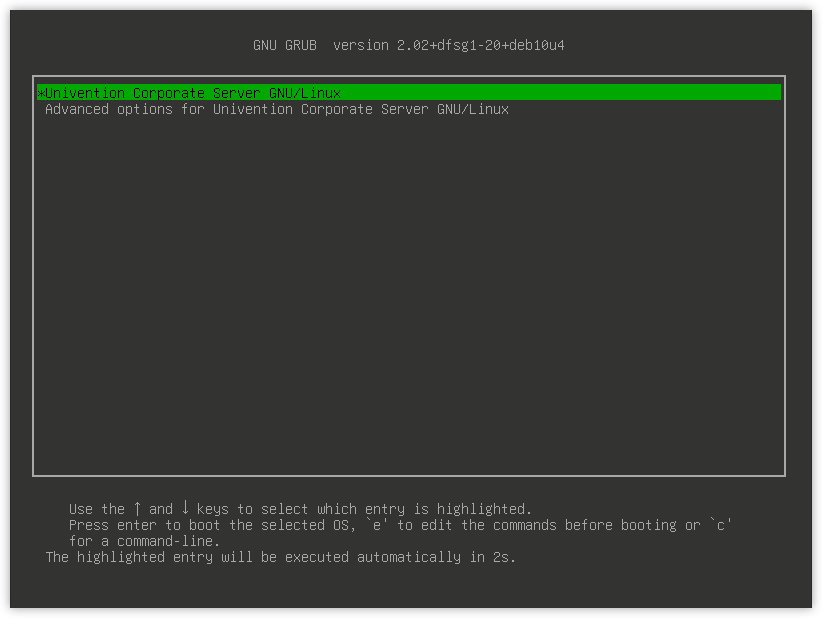 GNU GRUB  version 2.02+dfsg1-20+deb10u4
*Univention Corporate Server GNU/Linux
Advanced options for Univention Corporate Server GNU/Linux
Use the ↑ and ↓ keys to select which entry is highlighted.
Press enter to boot the selected OS, `e' to edit the commands before booting or `c'
for a command-line.
The highlighted entry will be executed automatically in 2s.